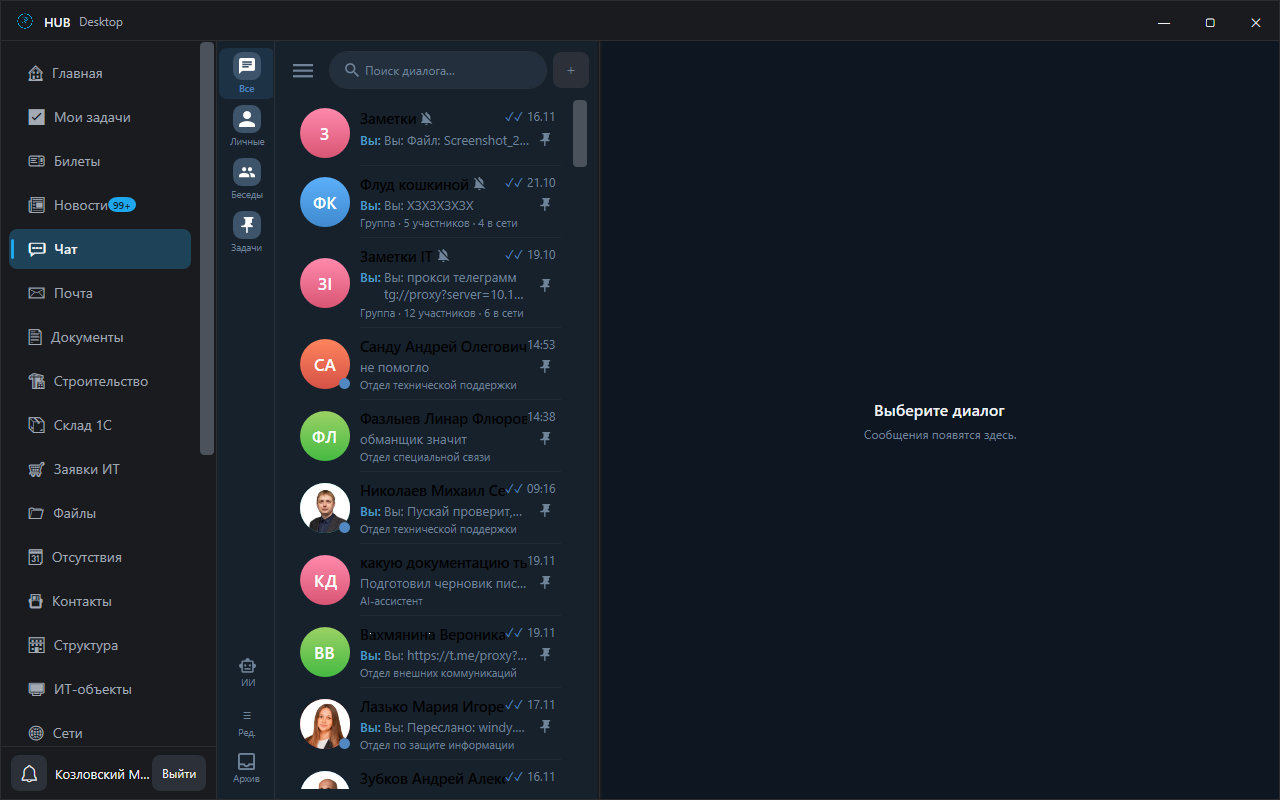 HUB Desktop
Главная
Мои задачи
Билеты
Новости 99+
Чат
Почта
Документы
Строительство
Склад 1С
Заявки ИТ
Файлы
Отсутствия
Контакты
Структура
ИТ-объекты
Сети
Козловский М...
Выйти
Все
Личные
Беседы
Задачи
ИИ
Ред.
Архив
Поиск диалога...
+
З
Заметки 16.11
Вы: Вы: Файл: Screenshot_2...
ФК
Флуд кошкиной 21.10
Вы: Вы: ХЗХЗХЗХЗХ
Группа · 5 участников · 4 в сети
ЗІ
Заметки IT 19.10
Вы: Вы: прокси телеграмм
tg://proxy?server=10.1...
Группа · 12 участников · 6 в сети
СА
Санду Андрей Олегович 14:53
не помогло
Отдел технической поддержки
ФЛ
Фазлыев Линар Флюров 14:38
обманщик значит
Отдел специальной связи
Николаев Михаил Се 09:16
Вы: Вы: Пускай проверит,...
Отдел технической поддержки
КД
какую документацию ты 19.11
Подготовил черновик пис...
AI-ассистент
ВВ
Вахмянина Вероника 19.11
Вы: Вы: https://t.me/proxy?...
Отдел внешних коммуникаций
Лазько Мария Игоре 17.11
Вы: Вы: Переслано: windy....
Отдел по защите информации
Зубков Андрей Алекс 16.11
Выберите диалог
Сообщения появятся здесь.